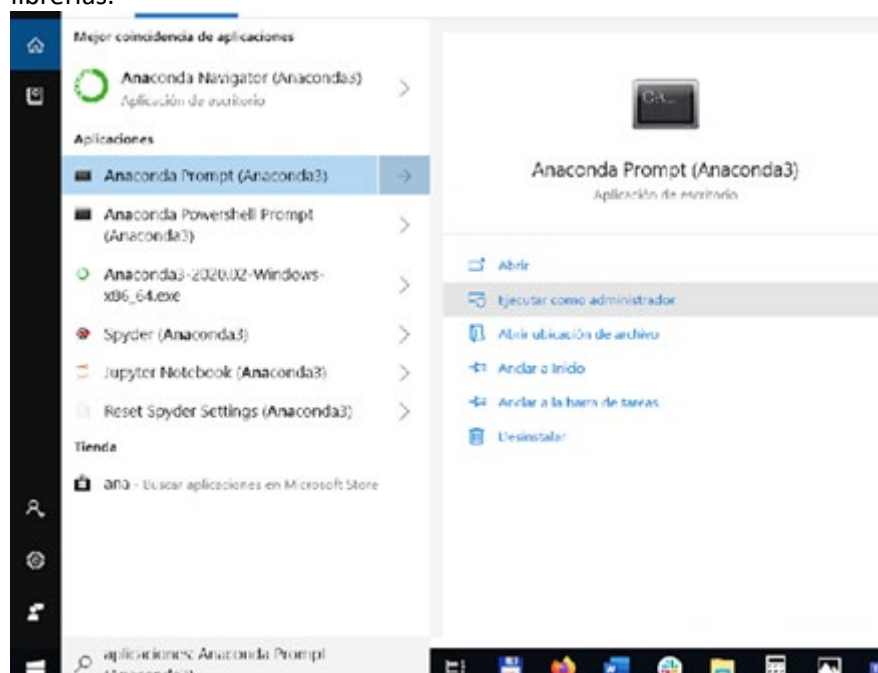 librerías.
Mejor coincidencia de aplicaciones
Anaconda Navigator (Anaconda3)
Aplicación de escritorio
Aplicaciones
Anaconda Prompt (Anaconda3)
Anaconda Powershell Prompt
(Anaconda3)
Anaconda3-2020.02-Windows-
x86_64.exe
Spyder (Anaconda3)
Jupyter Notebook (Anaconda3)
Reset Spyder Settings (Anaconda3)
Tienda
ana - Buscar aplicaciones en Microsoft Store
aplicaciones: Anaconda Prompt
Anaconda Prompt (Anaconda3)
Aplicación de escritorio
Abrir
Ejecutar como administrador
Abrir ubicación de archivo
Anclar a Inicio
Anclar a la barra de tareas
Desinstalar